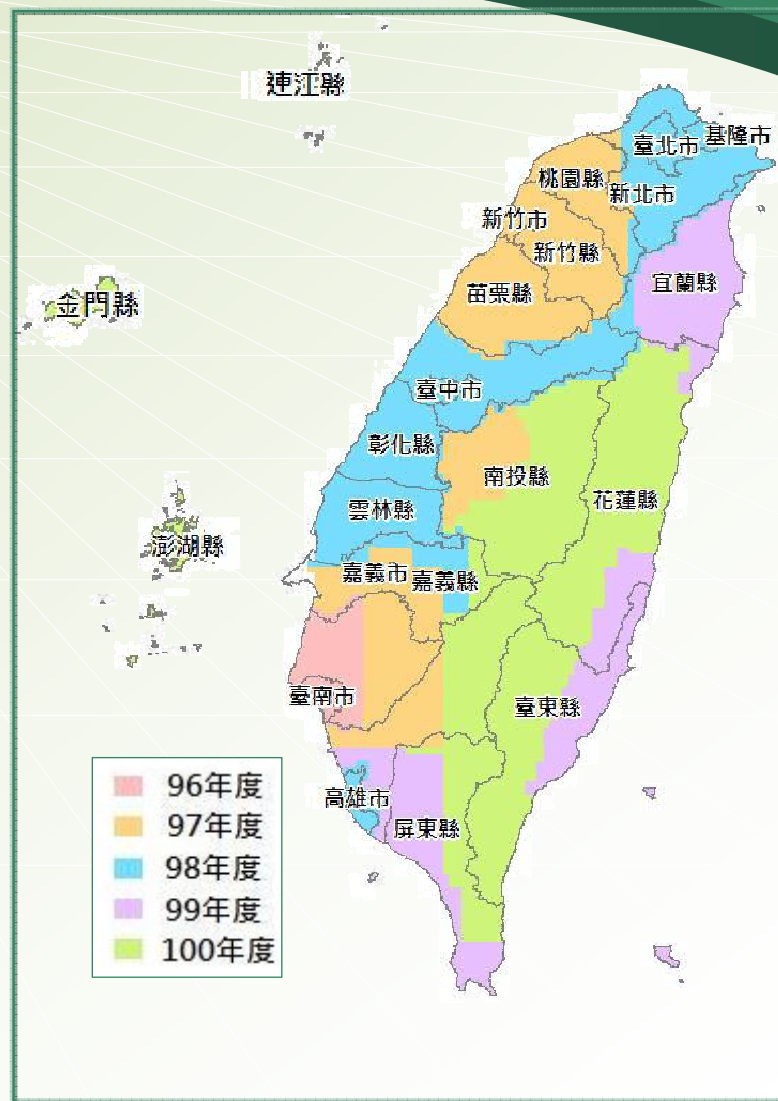 連江縣
基隆市
臺北市
桃園縣
新北市
新竹市
新竹縣
宜蘭縣
苗栗縣
金門縣
臺中市
彰化縣
南投縣
花蓮縣
雲林縣
澎湖縣
嘉義市
嘉義縣
臺南市
臺東縣
高雄市
屏東縣
96年度
97年度
98年度
99年度
100年度